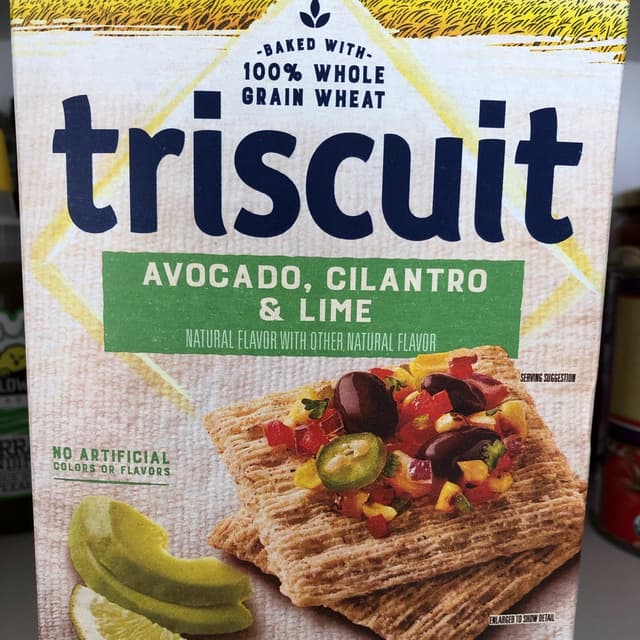 -BAKED WITH-
100% WHOLE
GRAIN WHEAT
triscuit
AVOCADO, CILANTRO
& LIME
NATURAL FLAVOR WITH OTHER NATURAL FLAVOR
SERVING SUGGESTION
NO ARTIFICIAL
COLORS OR FLAVORS
ENLARGED TO SHOW DETAIL